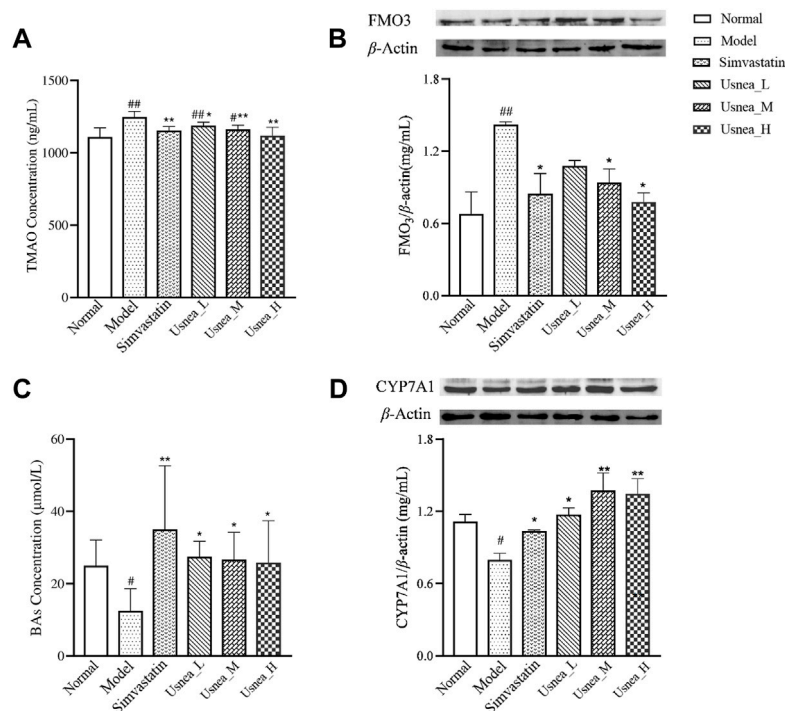 A
TMAO Concentration (ng/mL)
1500
1000
500
0
##
**
## *
#**
**
Normal
Model
Simvastatin
Usnea_L
Usnea_M
Usnea_H
B
FMO3
β-Actin
FMO3/β-actin(mg/mL)
1.8
1.2
0.6
0.0
##
*
*
*
Normal
Model
Simvastatin
Usnea_L
Usnea_M
Usnea_H
Normal
Model
Simvastatin
Usnea_L
Usnea_M
Usnea_H
C
BAs Concentration (μmol/L)
60
40
20
0
#
**
*
*
*
Normal
Model
Simvastatin
Usnea_L
Usnea_M
Usnea_H
D
CYP7A1
β-Actin
CYP7A1/β-actin (mg/mL)
1.8
1.2
0.6
0.0
#
*
*
**
**
Normal
Model
Simvastatin
Usnea_L
Usnea_M
Usnea_H